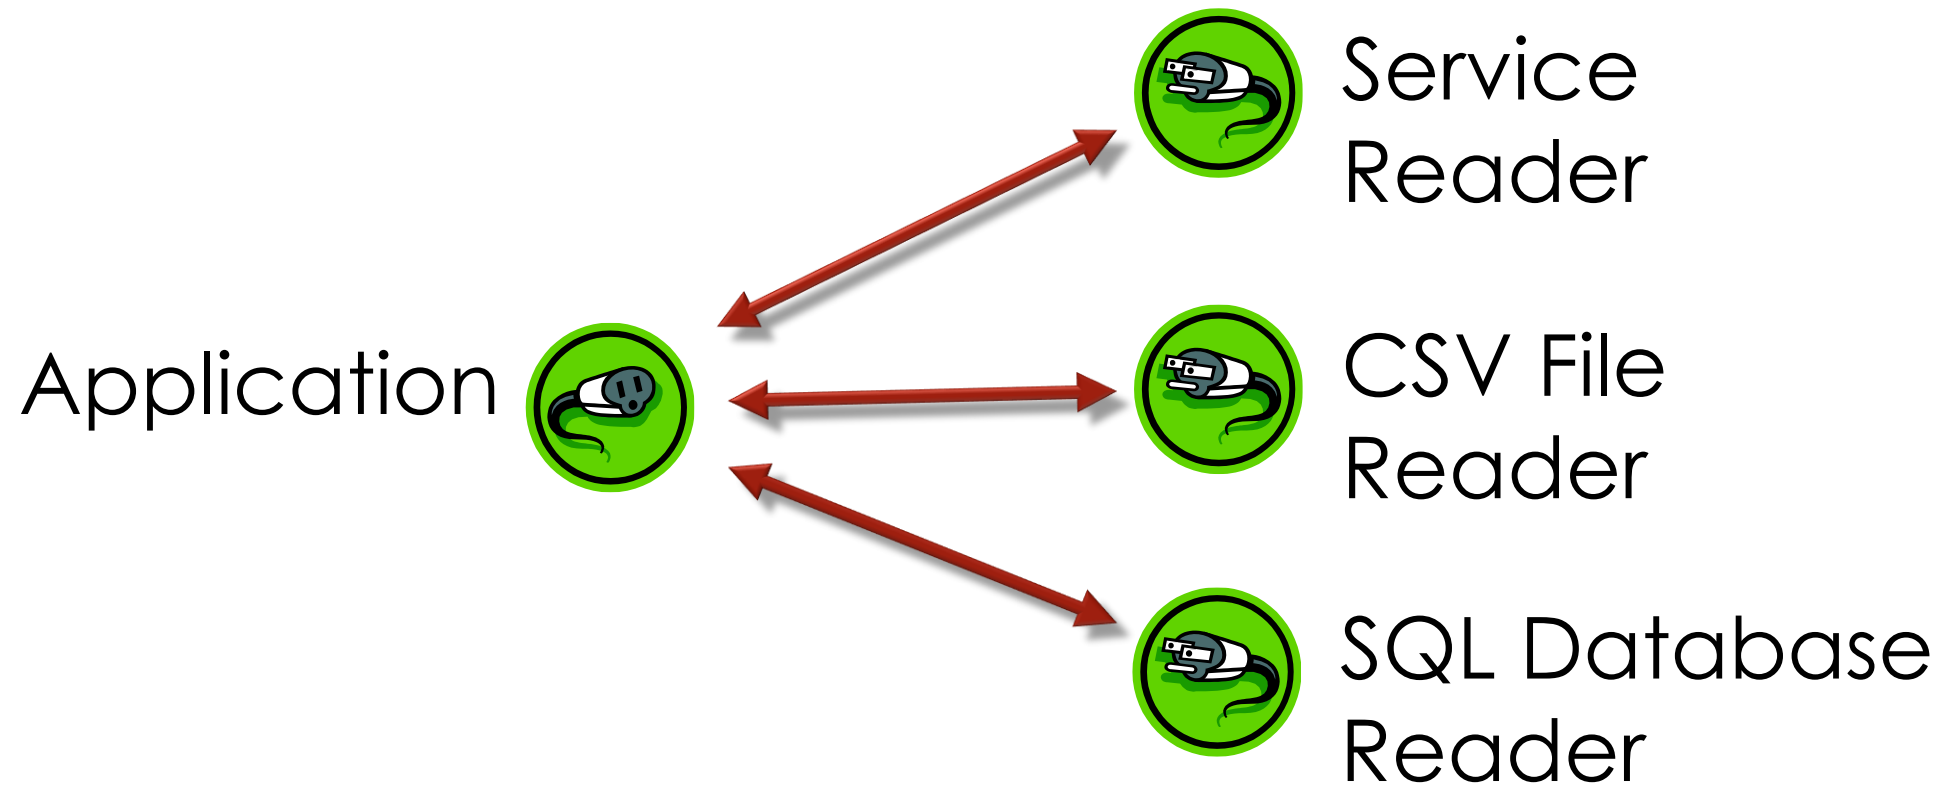 Application
Service
Reader
CSV File
Reader
SQL Database
Reader